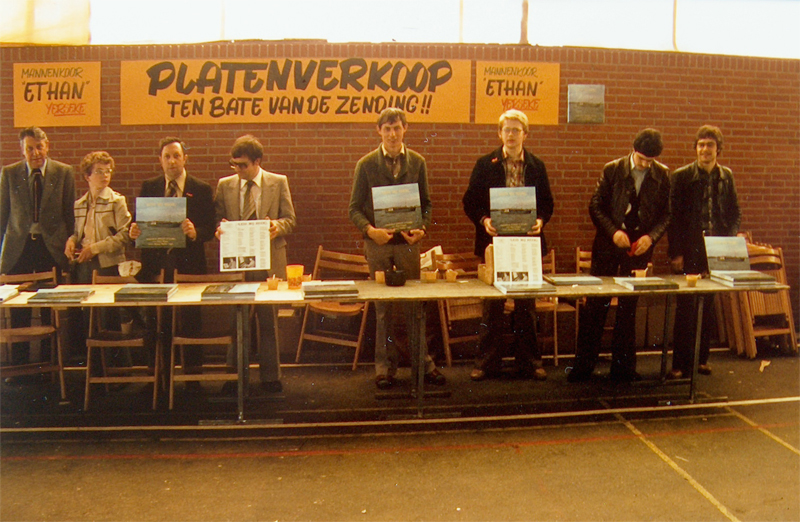 MANNENKOOR
"ETHAN"
YERSEKE
PLATENVERKOOP
TEN BATE VAN DE ZENDING!!
MANNENKOOR
"ETHAN"
YERSEKE